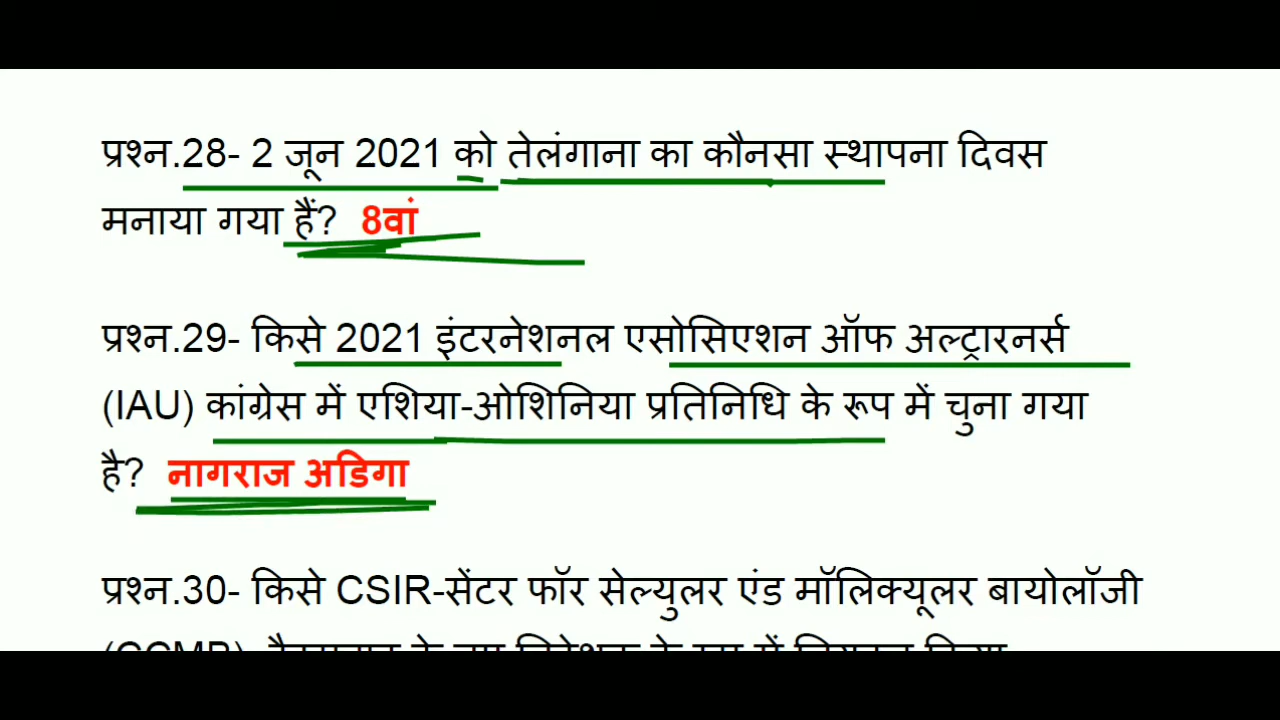 प्रश्न.28- 2 जून 2021 को तेलंगाना का कौनसा स्थापना दिवस
मनाया गया हैं? 8वां
प्रश्न.29- किसे 2021 इंटरनेशनल एसोसिएशन ऑफ अल्ट्रारनर्स
(IAU) कांग्रेस में एशिया-ओशिनिया प्रतिनिधि के रूप में चुना गया
है? नागराज अडिगा
प्रश्न.30- किसे CSIR-सेंटर फॉर सेल्युलर एंड मॉलिक्यूलर बायोलॉजी